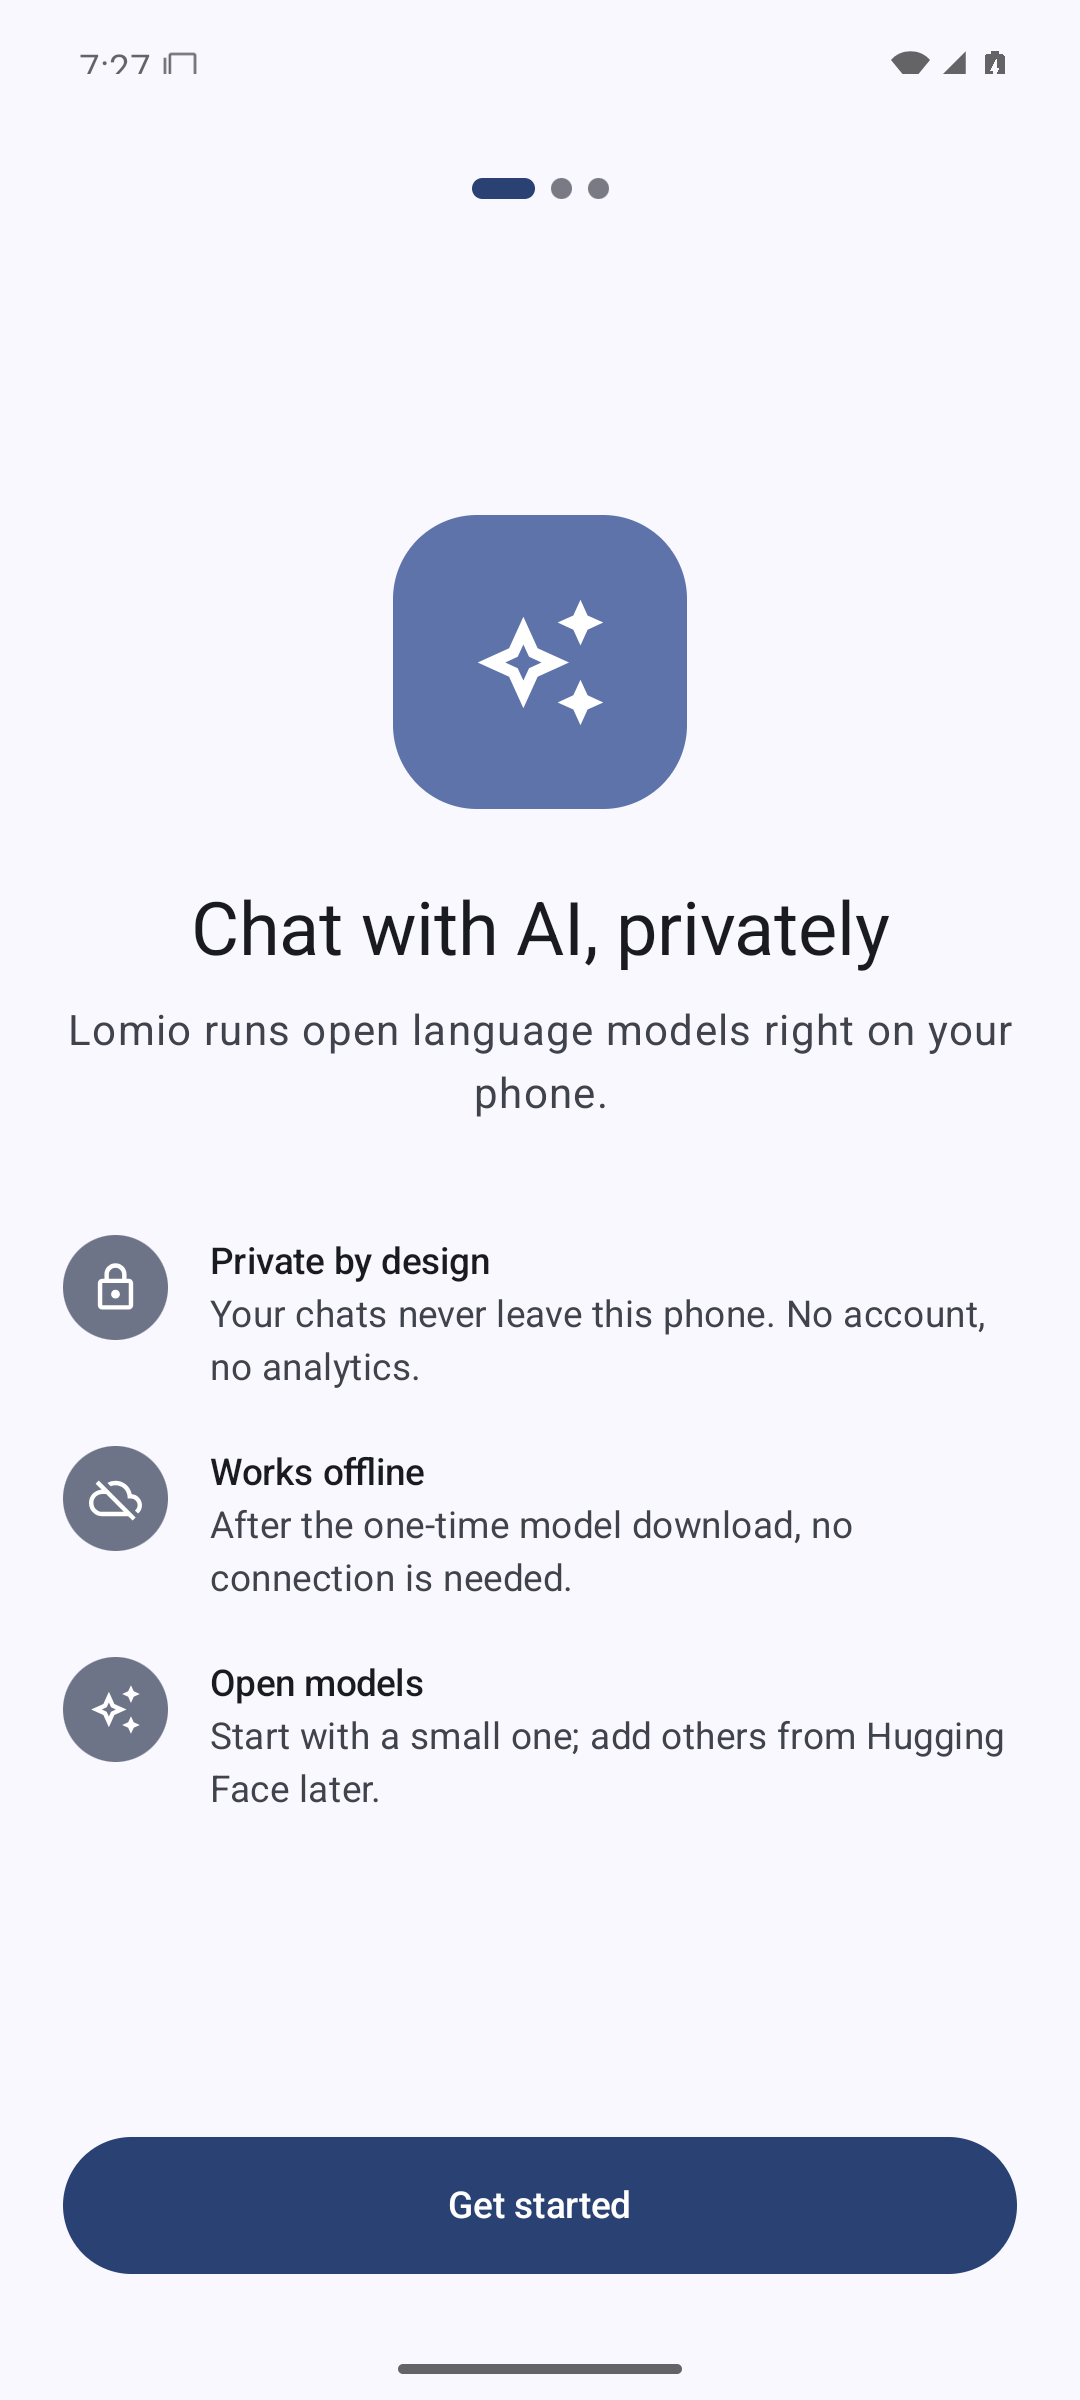 7:27
Chat with AI, privately
Lomio runs open language models right on your
phone.
Private by design
Your chats never leave this phone. No account,
no analytics.
Works offline
After the one-time model download, no
connection is needed.
Open models
Start with a small one; add others from Hugging
Face later.
Get started